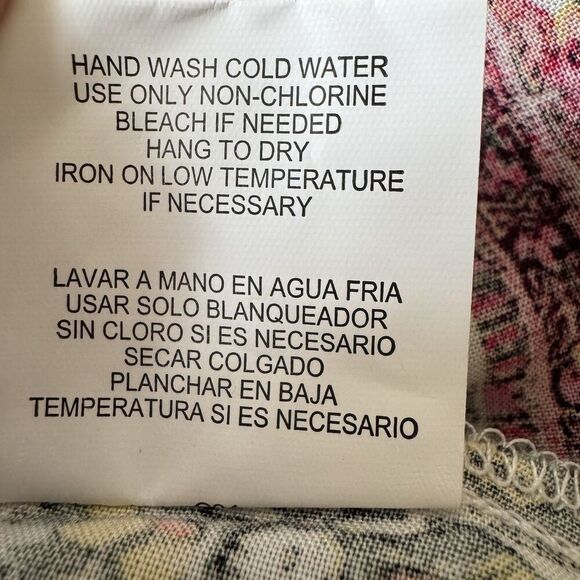 HAND WASH COLD WATER
USE ONLY NON-CHLORINE
BLEACH IF NEEDED
HANG TO DRY
IRON ON LOW TEMPERATURE
IF NECESSARY
LAVAR A MANO EN AGUA FRIA
USAR SOLO BLANQUEADOR
SIN CLORO SI ES NECESARIO
SECAR COLGADO
PLANCHAR EN BAJA
TEMPERATURA SI ES NECESARIO